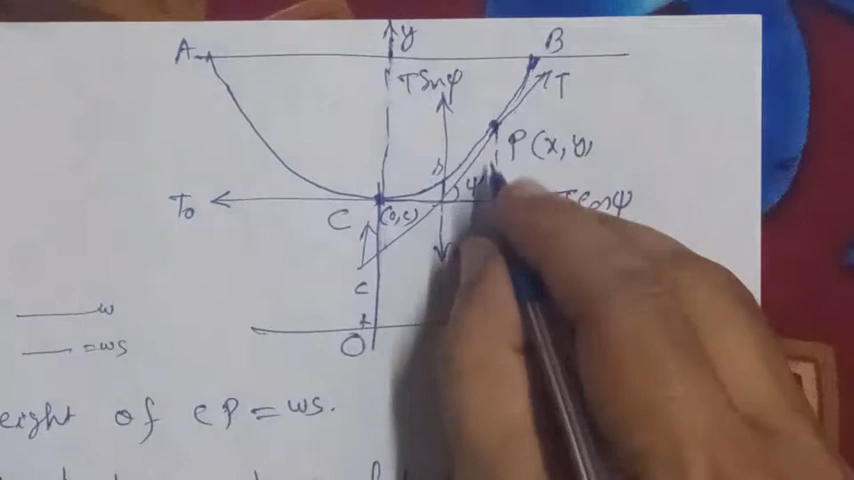 A
y
B
T Sinψ
T
P(x, y)
s
ψ
T₀
C
(0, c)
T Cosψ
c
w
= ws
O
eight of CP = ws.